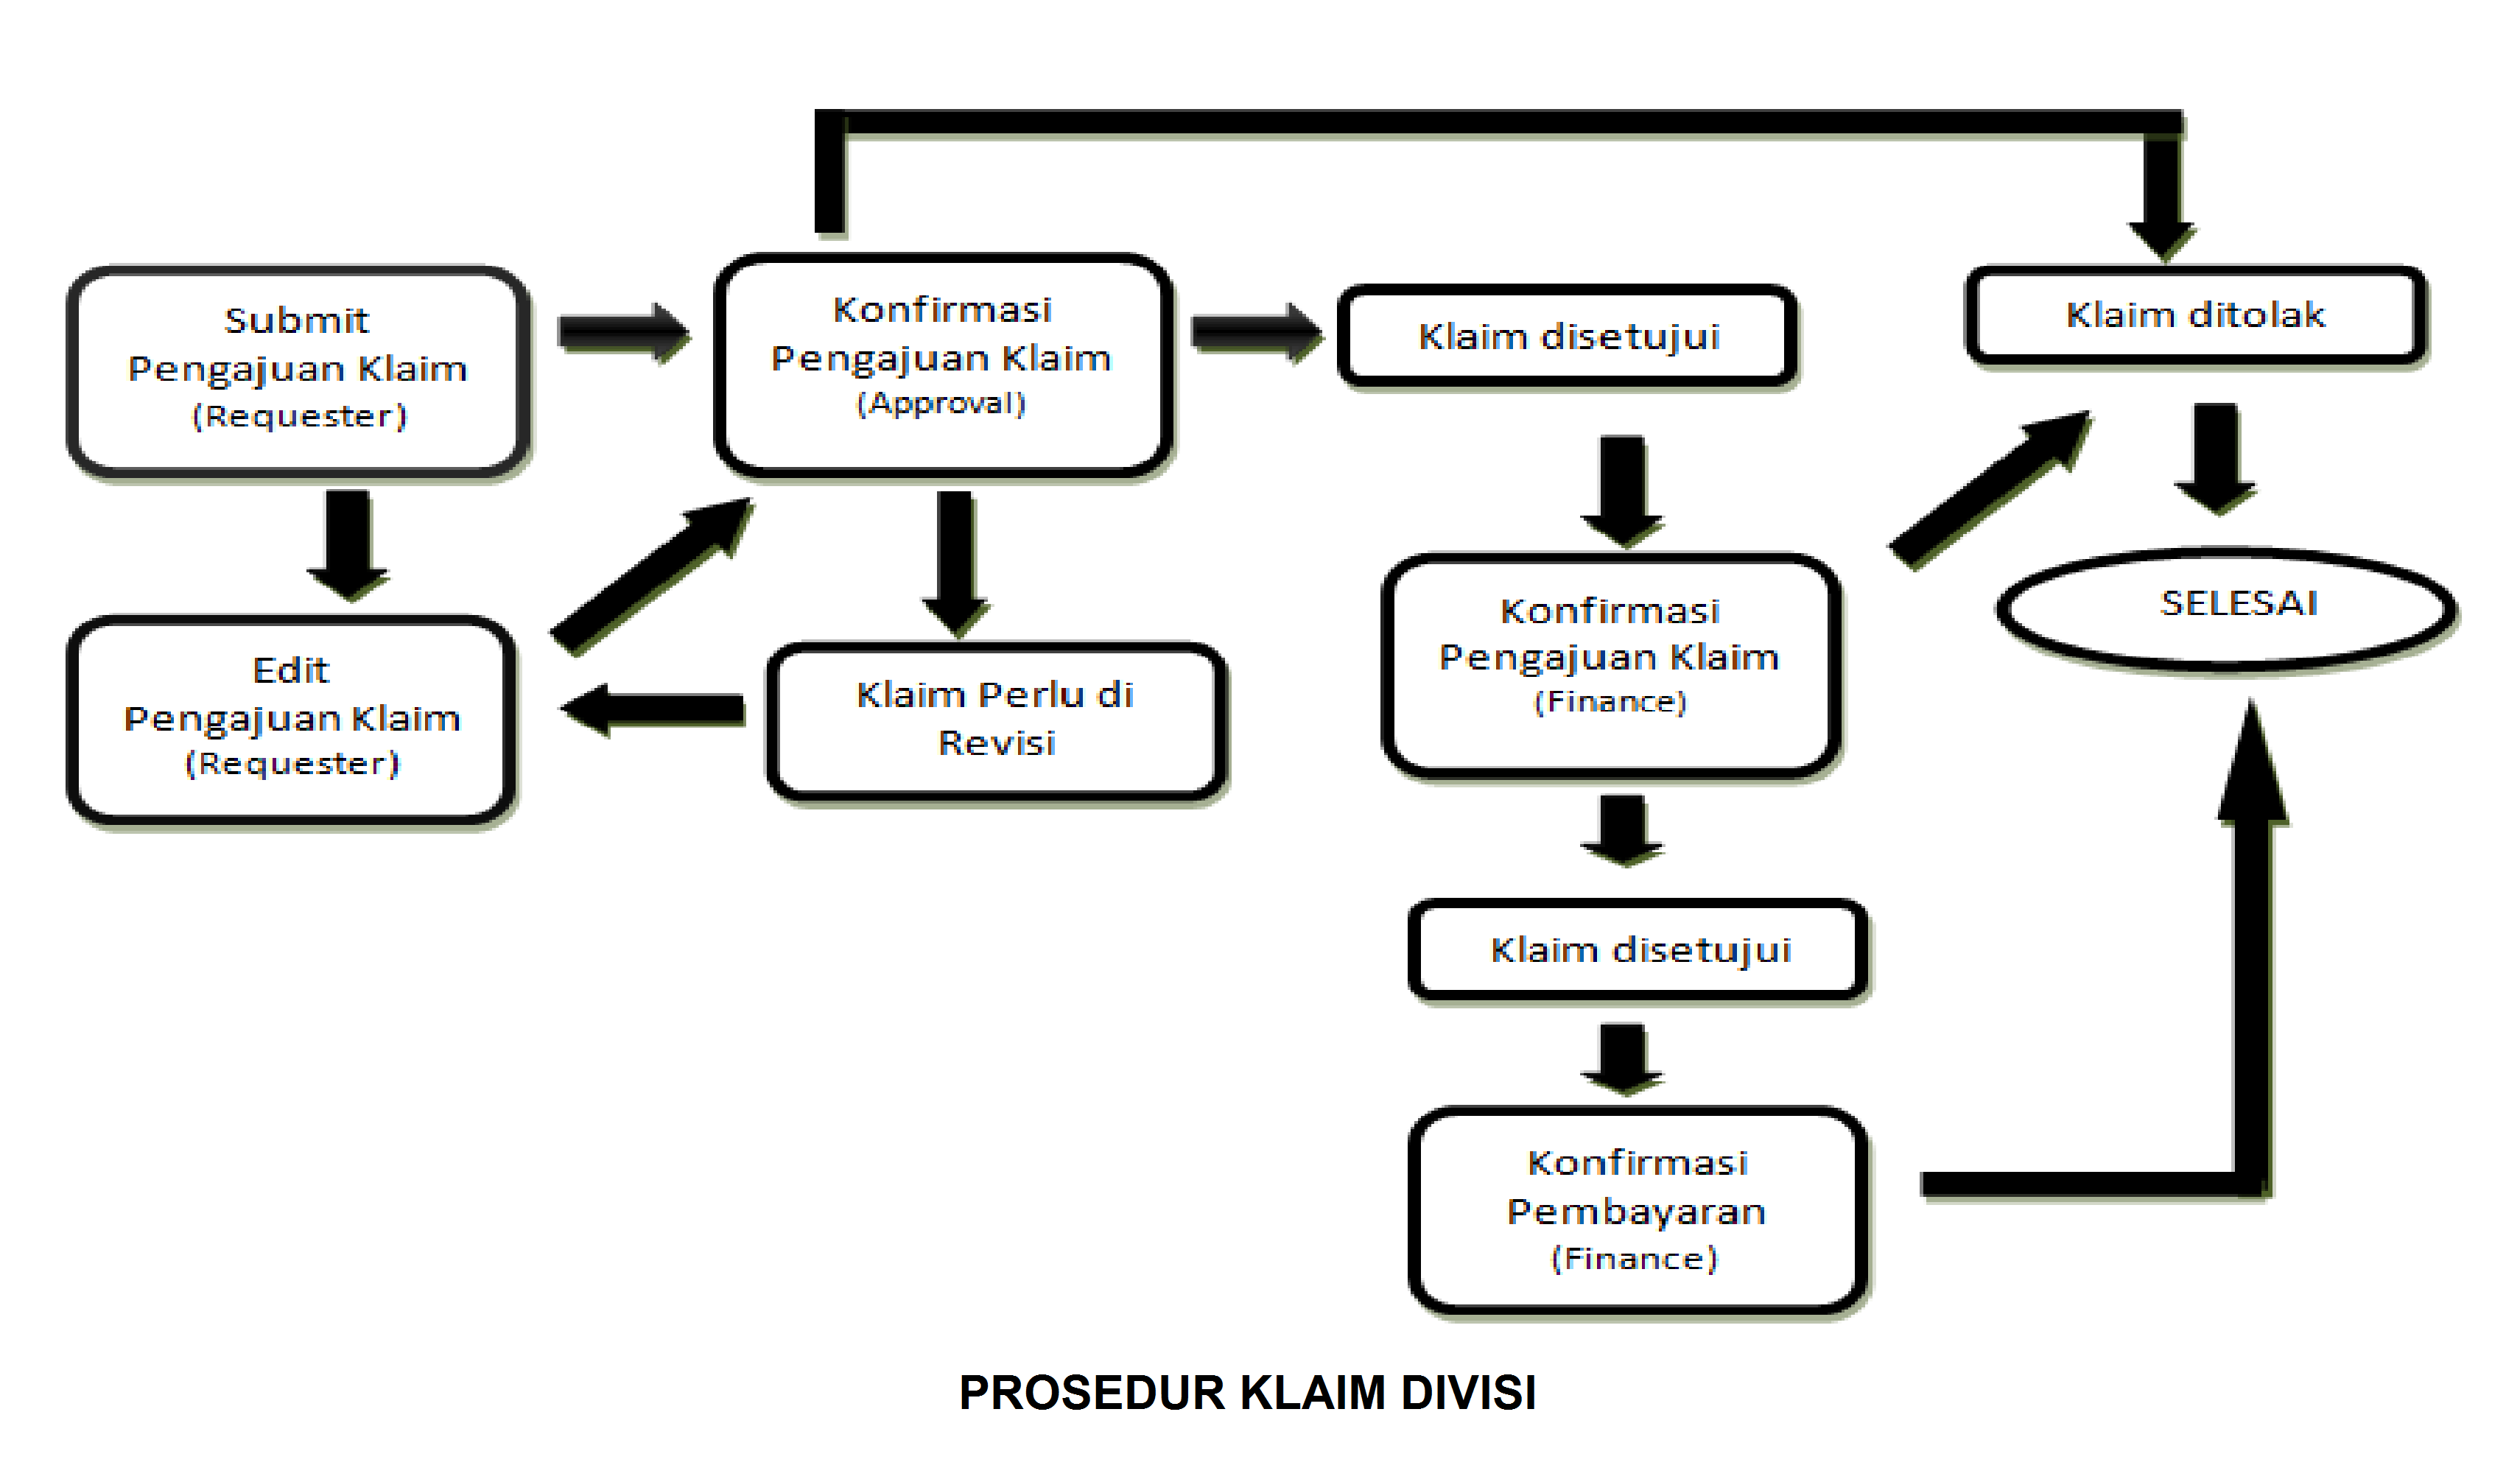 Submit
Pengajuan Klaim
(Requester)
Konfirmasi
Pengajuan Klaim
(Approval)
Klaim disetujui
Klaim ditolak
Edit
Pengajuan Klaim
(Requester)
Klaim Perlu di
Revisi
Konfirmasi
Pengajuan Klaim
(Finance)
SELESAI
Klaim disetujui
Konfirmasi
Pembayaran
(Finance)
PROSEDUR KLAIM DIVISI